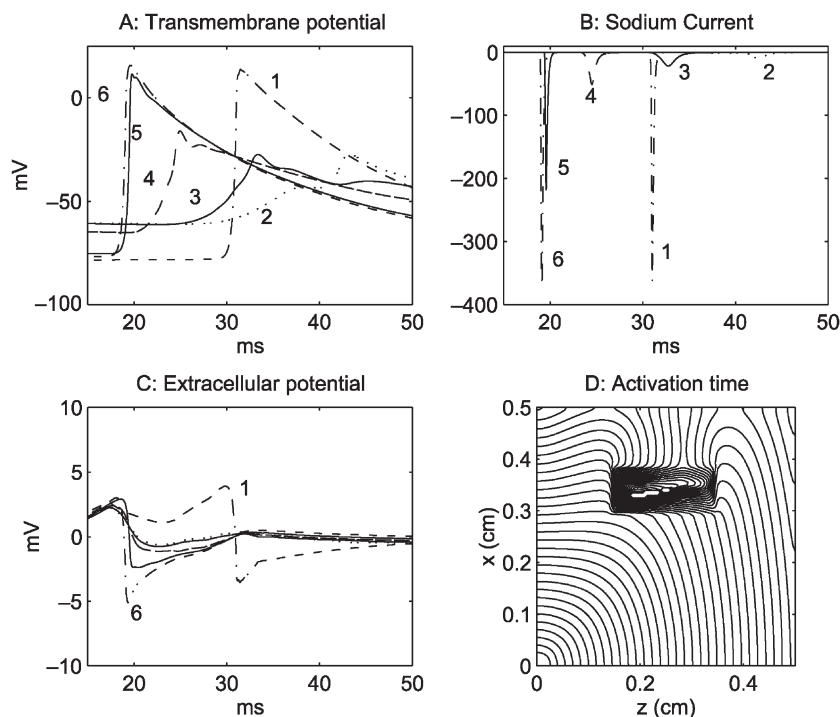 A: Transmembrane potential
0
−50
−100
mV
20 30 40 50
ms
6
5
4
3
2
1
B: Sodium Current
0
−100
−200
−300
−400
20 30 40 50
ms
6
5
4
1
3
2
C: Extracellular potential
10
5
0
−5
−10
mV
20 30 40 50
ms
1
6
D: Activation time
0.5
0.4
0.3
0.2
0.1
0
x (cm)
0 0.2 0.4
z (cm)